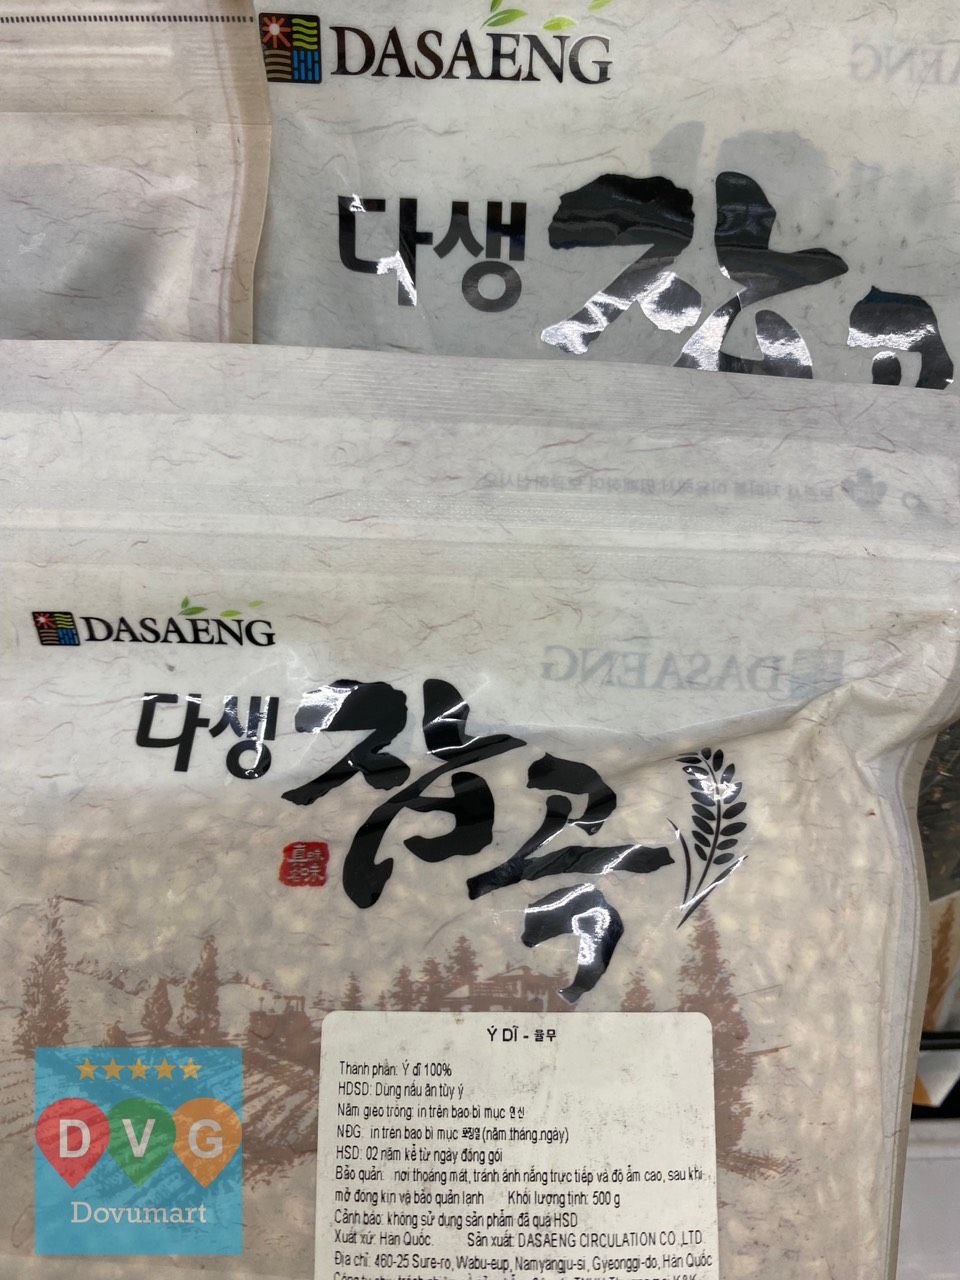 DASAENG
다생 잡곡
DASAENG
다생 잡곡
Ý DĨ - 율무
Thành phần: Ý dĩ 100%
HDSD: Dùng nấu ăn tùy ý
Năm gieo trồng: in trên bao bì mục 연산
NĐG: in trên bao bì mục 포장일 (năm.tháng.ngày)
HSD: 02 năm kể từ ngày đóng gói
Bảo quản: nơi thoáng mát, tránh ánh nắng trực tiếp và độ ẩm cao, sau khi
mở đóng kín và bảo quản lạnh Khối lượng tịnh: 500 g
Cảnh báo: không sử dụng sản phẩm đã quá HSD
Xuất xứ: Hàn Quốc. Sản xuất: DASAENG CIRCULATION CO.,LTD.
Địa chỉ: 460-25 Sure-ro, Wabu-eup, Namyangju-si, Gyeonggi-do, Hàn Quốc
DVG
Dovumart